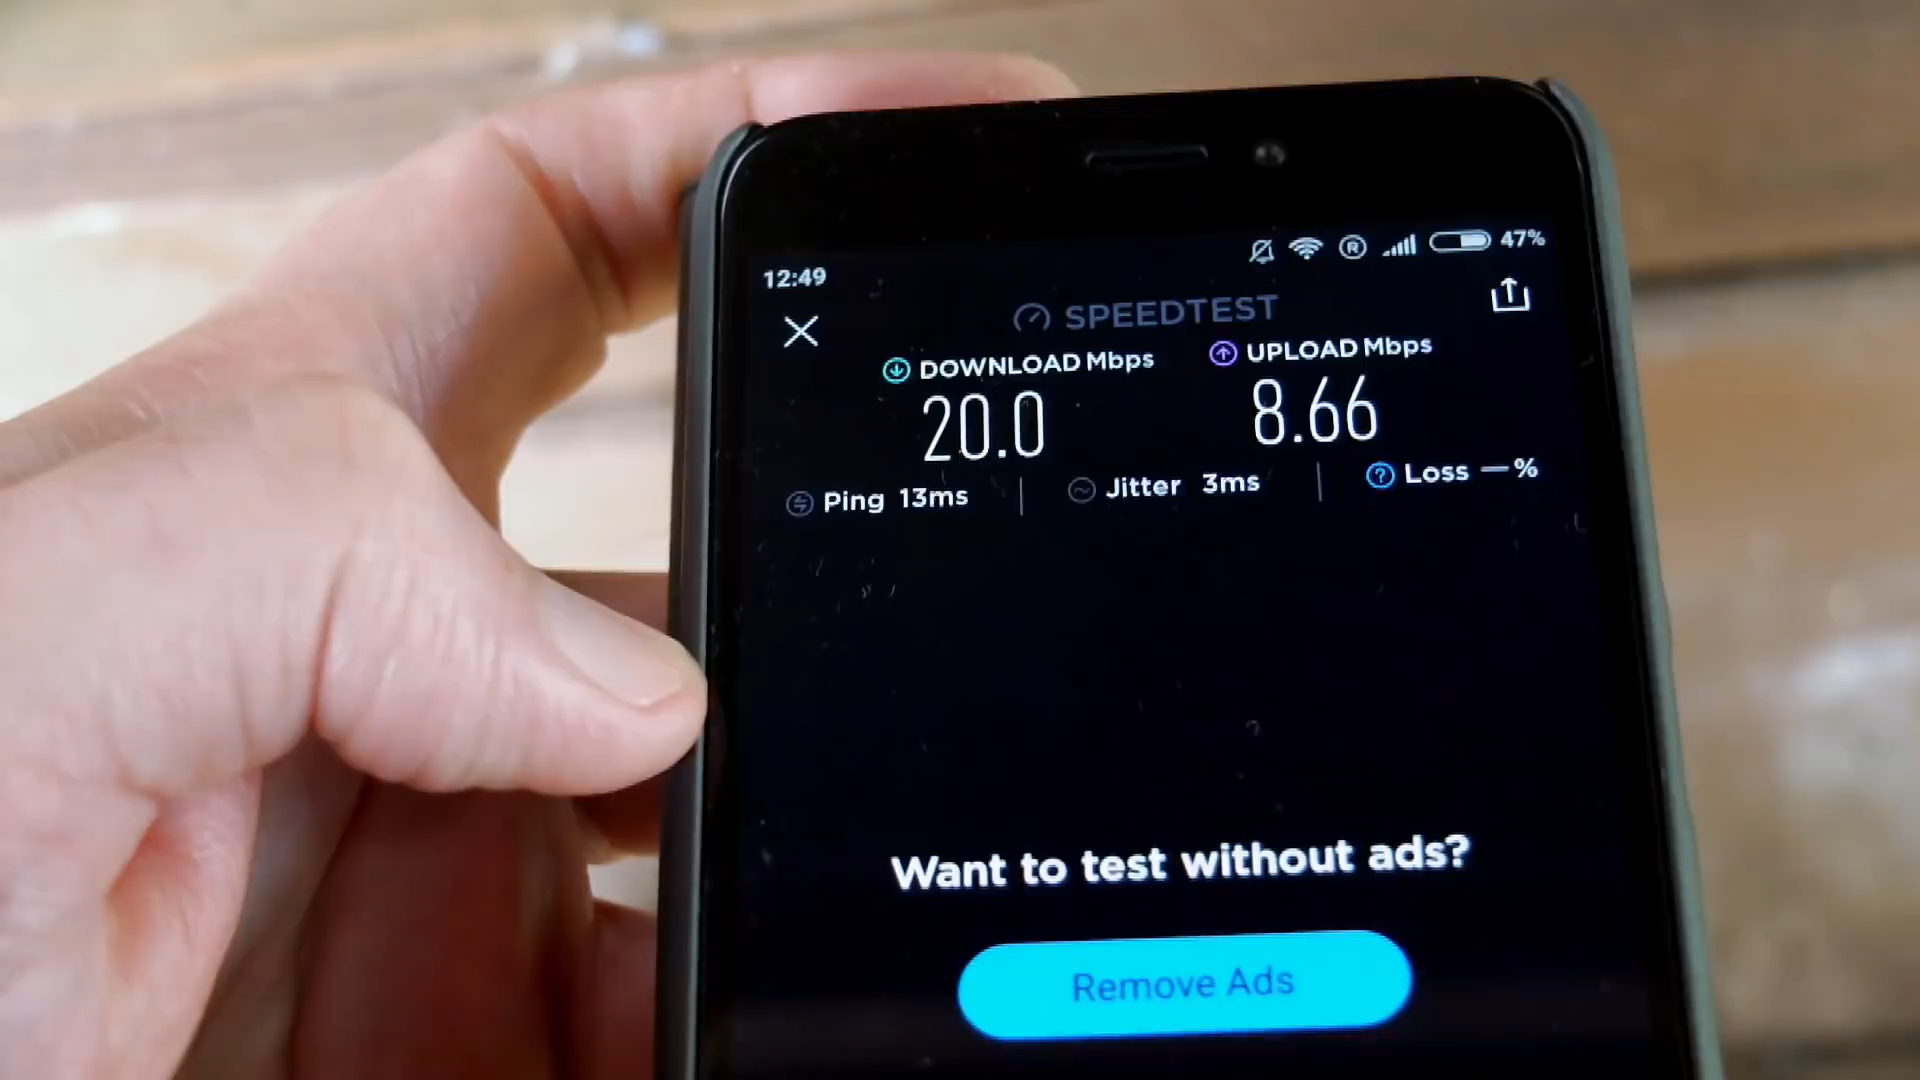 12:49 R 47%
SPEEDTEST
DOWNLOAD Mbps UPLOAD Mbps
20.0 8.66
Ping 13ms Jitter 3ms ? Loss —%
Want to test without ads?
Remove Ads